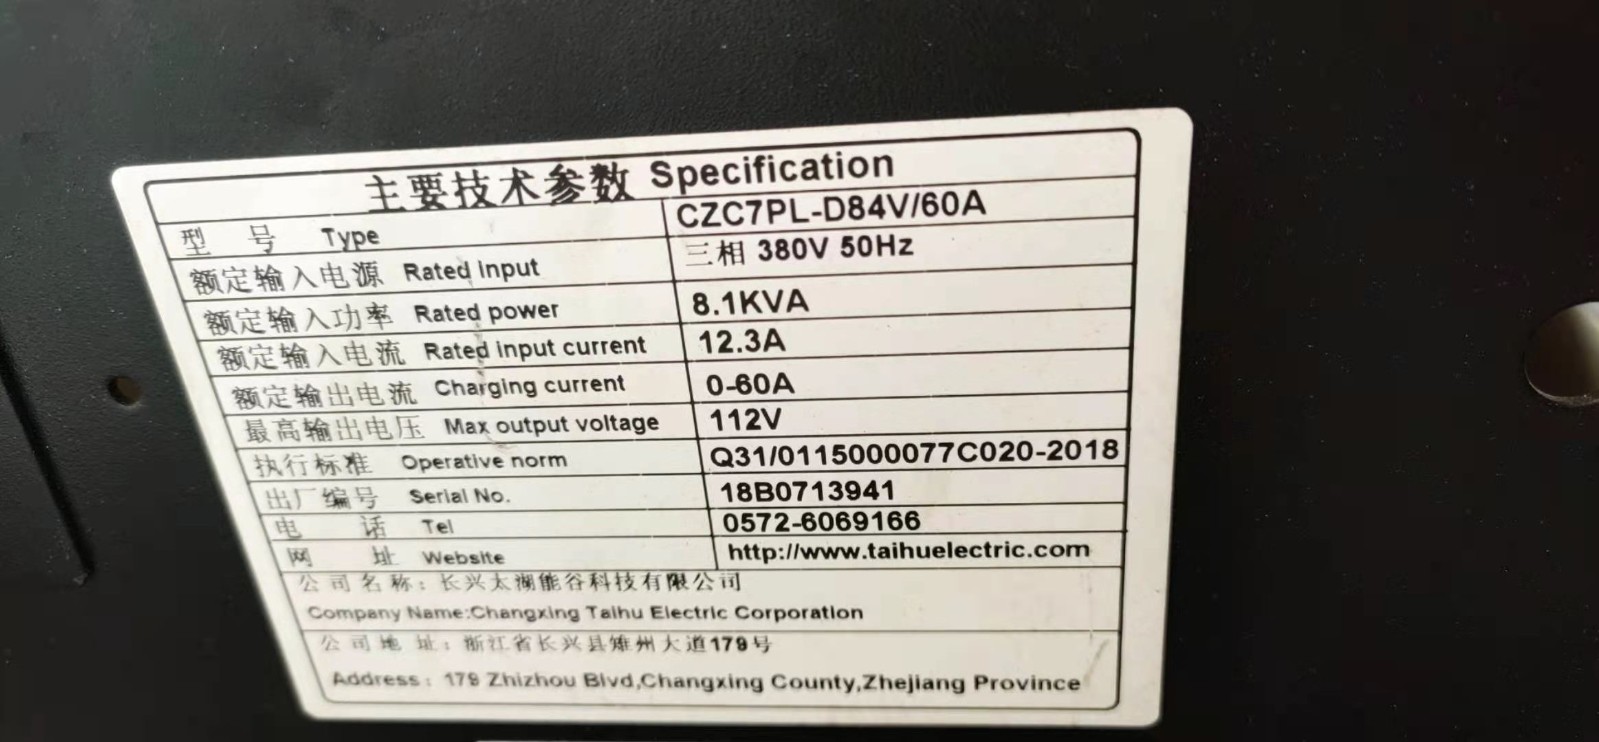 主要技术参数 Specification
型 号 Type CZC7PL-D84V/60A
额定输入电源 Rated Input 三相 380V 50Hz
额定输入功率 Rated power 8.1KVA
额定输入电流 Rated input current 12.3A
额定输出电流 Charging current 0-60A
最高输出电压 Max output voltage 112V
执行标准 Operative norm Q31/0115000077C020-2018
出厂编号 Serial No. 18B0713941
电 话 Tel 0572-6069166
网 址 Website http://www.taihuelectric.com
公司名称：长兴太湖能谷科技有限公司
Company Name:Changxing Taihu Electric Corporation
公司地址：浙江省长兴县雉州大道179号
Address：179 Zhizhou Blvd,Changxing County,Zhejiang Province